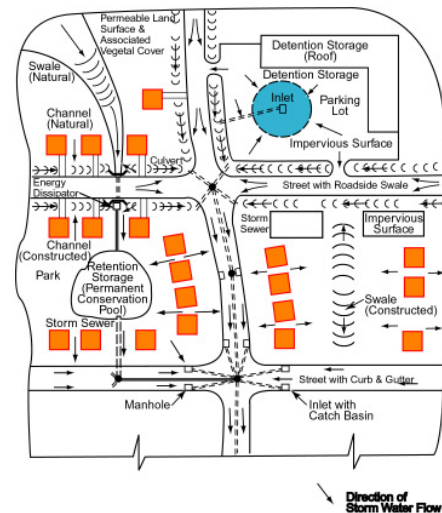 Permeable Land
Surface &
Associated
Vegetal Cover
Swale
(Natural)
Detention Storage
(Roof)
Detention Storage
Inlet
Parking
Lot
Channel
(Natural)
Impervious Surface
Culvert
Energy
Dissipator
Street with Roadside Swale
Storm
Sewer
Impervious
Surface
Channel
(Constructed)
Park
Retention
Storage
(Permanent
Conservation
Pool)
Swale
(Constructed)
Storm Sewer
Street with Curb & Gutter
Manhole
Inlet with
Catch Basin
Direction of
Storm Water Flow